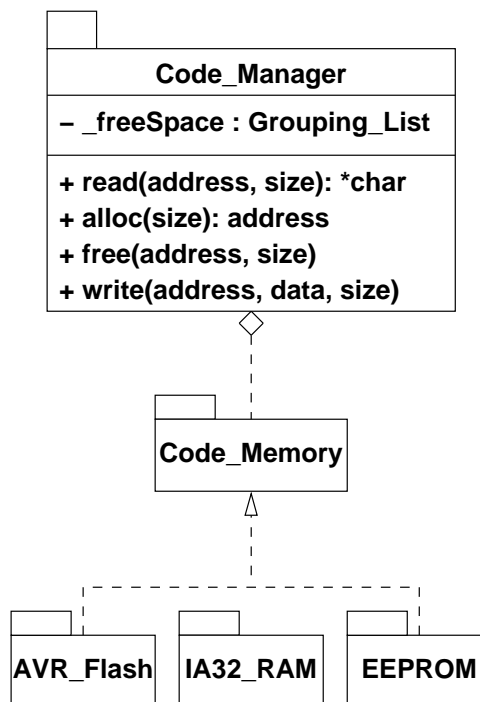 Code_Manager
– _freeSpace : Grouping_List
+ read(address, size): *char
+ alloc(size): address
+ free(address, size)
+ write(address, data, size)
Code_Memory
AVR_Flash IA32_RAM EEPROM